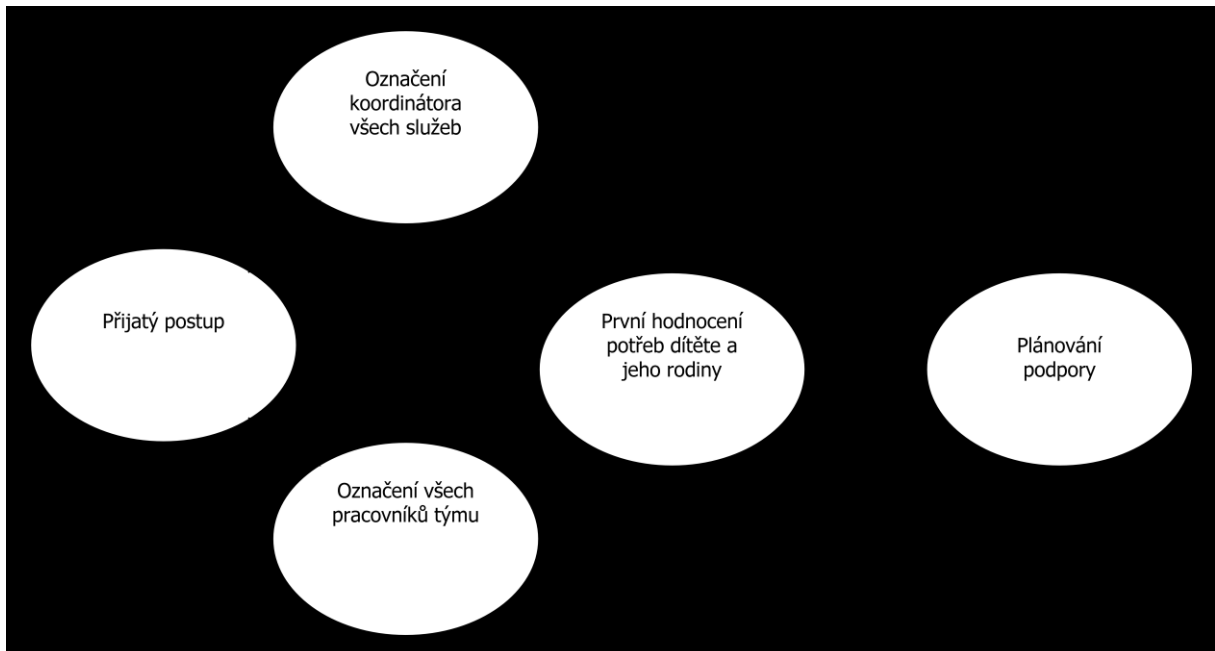 Označení
koordinátora
všech služeb
Přijatý postup
První hodnocení
potřeb dítěte a
jeho rodiny
Plánování
podpory
Označení všech
pracovníků týmu